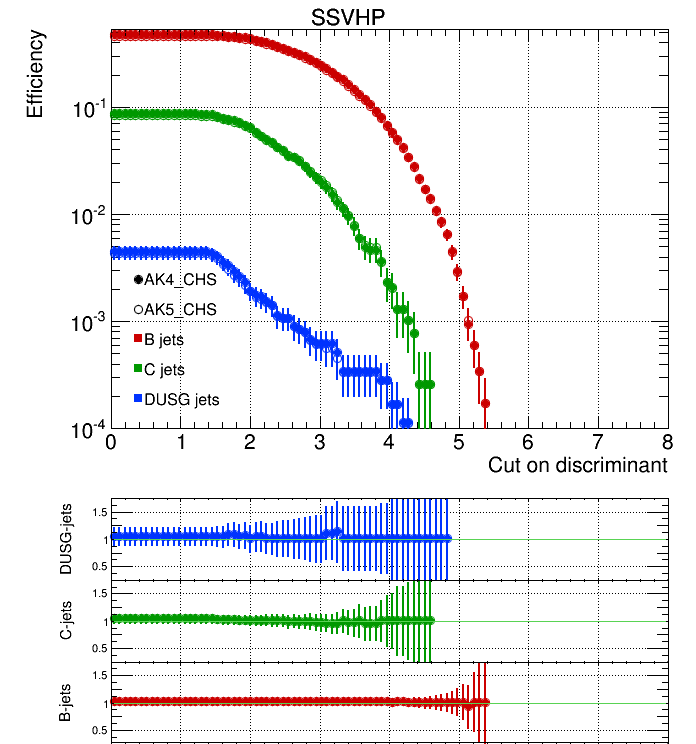 SSVHP
Efficiency
10-1
10-2
10-3
10-4
AK4_CHS
AK5_CHS
B jets
C jets
DUSG jets
0 1 2 3 4 5 6 7 8
Cut on discriminant
DUSG-jets
1.5
1
0.5
C-jets
1.5
1
0.5
B-jets
1.5
1
0.5